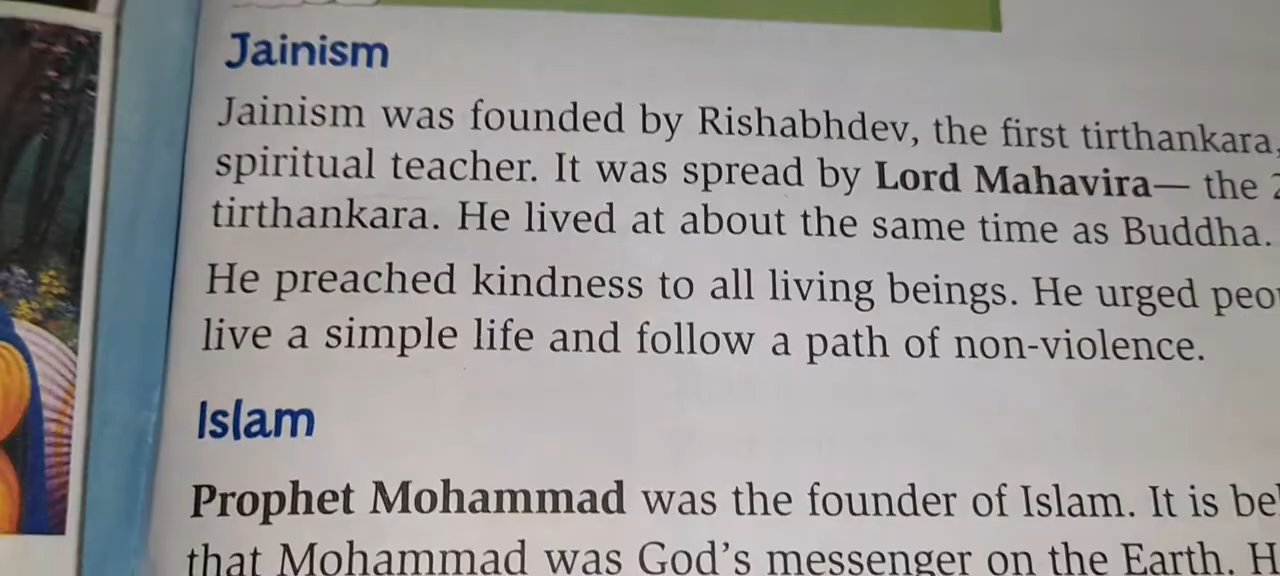 Jainism
Jainism was founded by Rishabhdev, the first tirthankara,
spiritual teacher. It was spread by Lord Mahavira— the
tirthankara. He lived at about the same time as Buddha.
He preached kindness to all living beings. He urged
live a simple life and follow a path of non-violence.
Islam
Prophet Mohammad was the founder of Islam. It is
that Mohammad was God's messenger on the Earth.